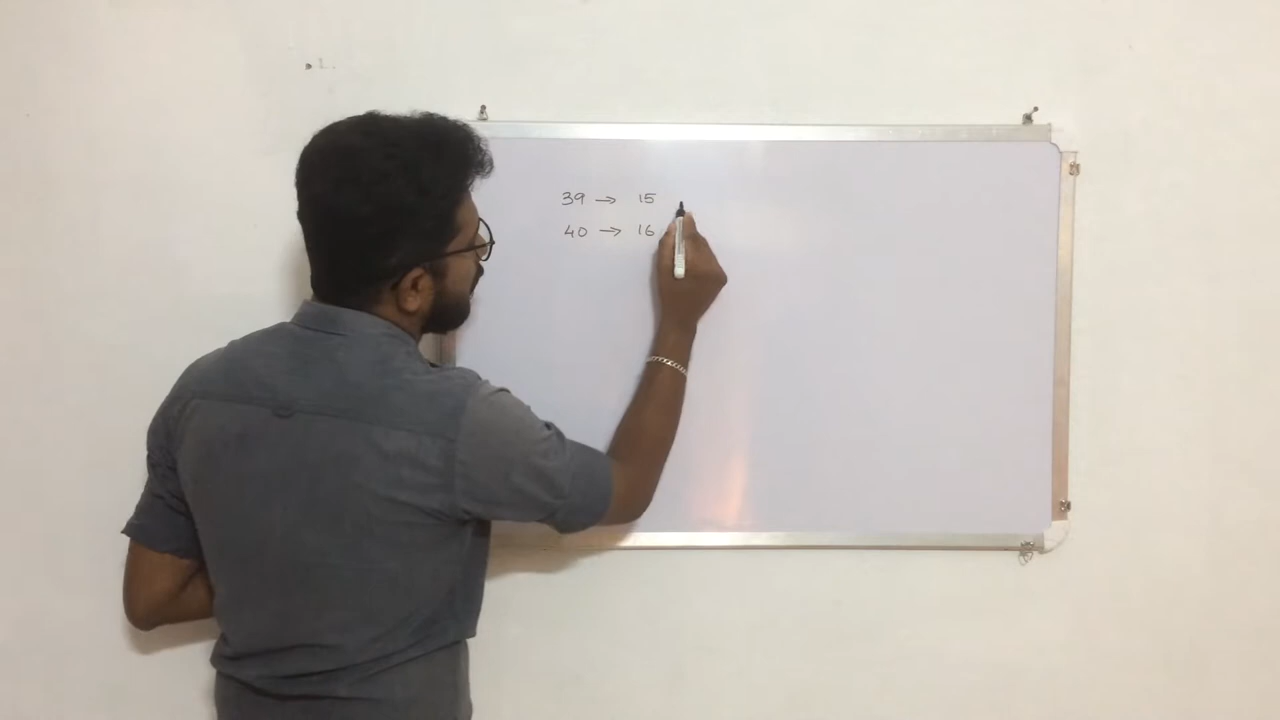 39 → 15
40 → 16